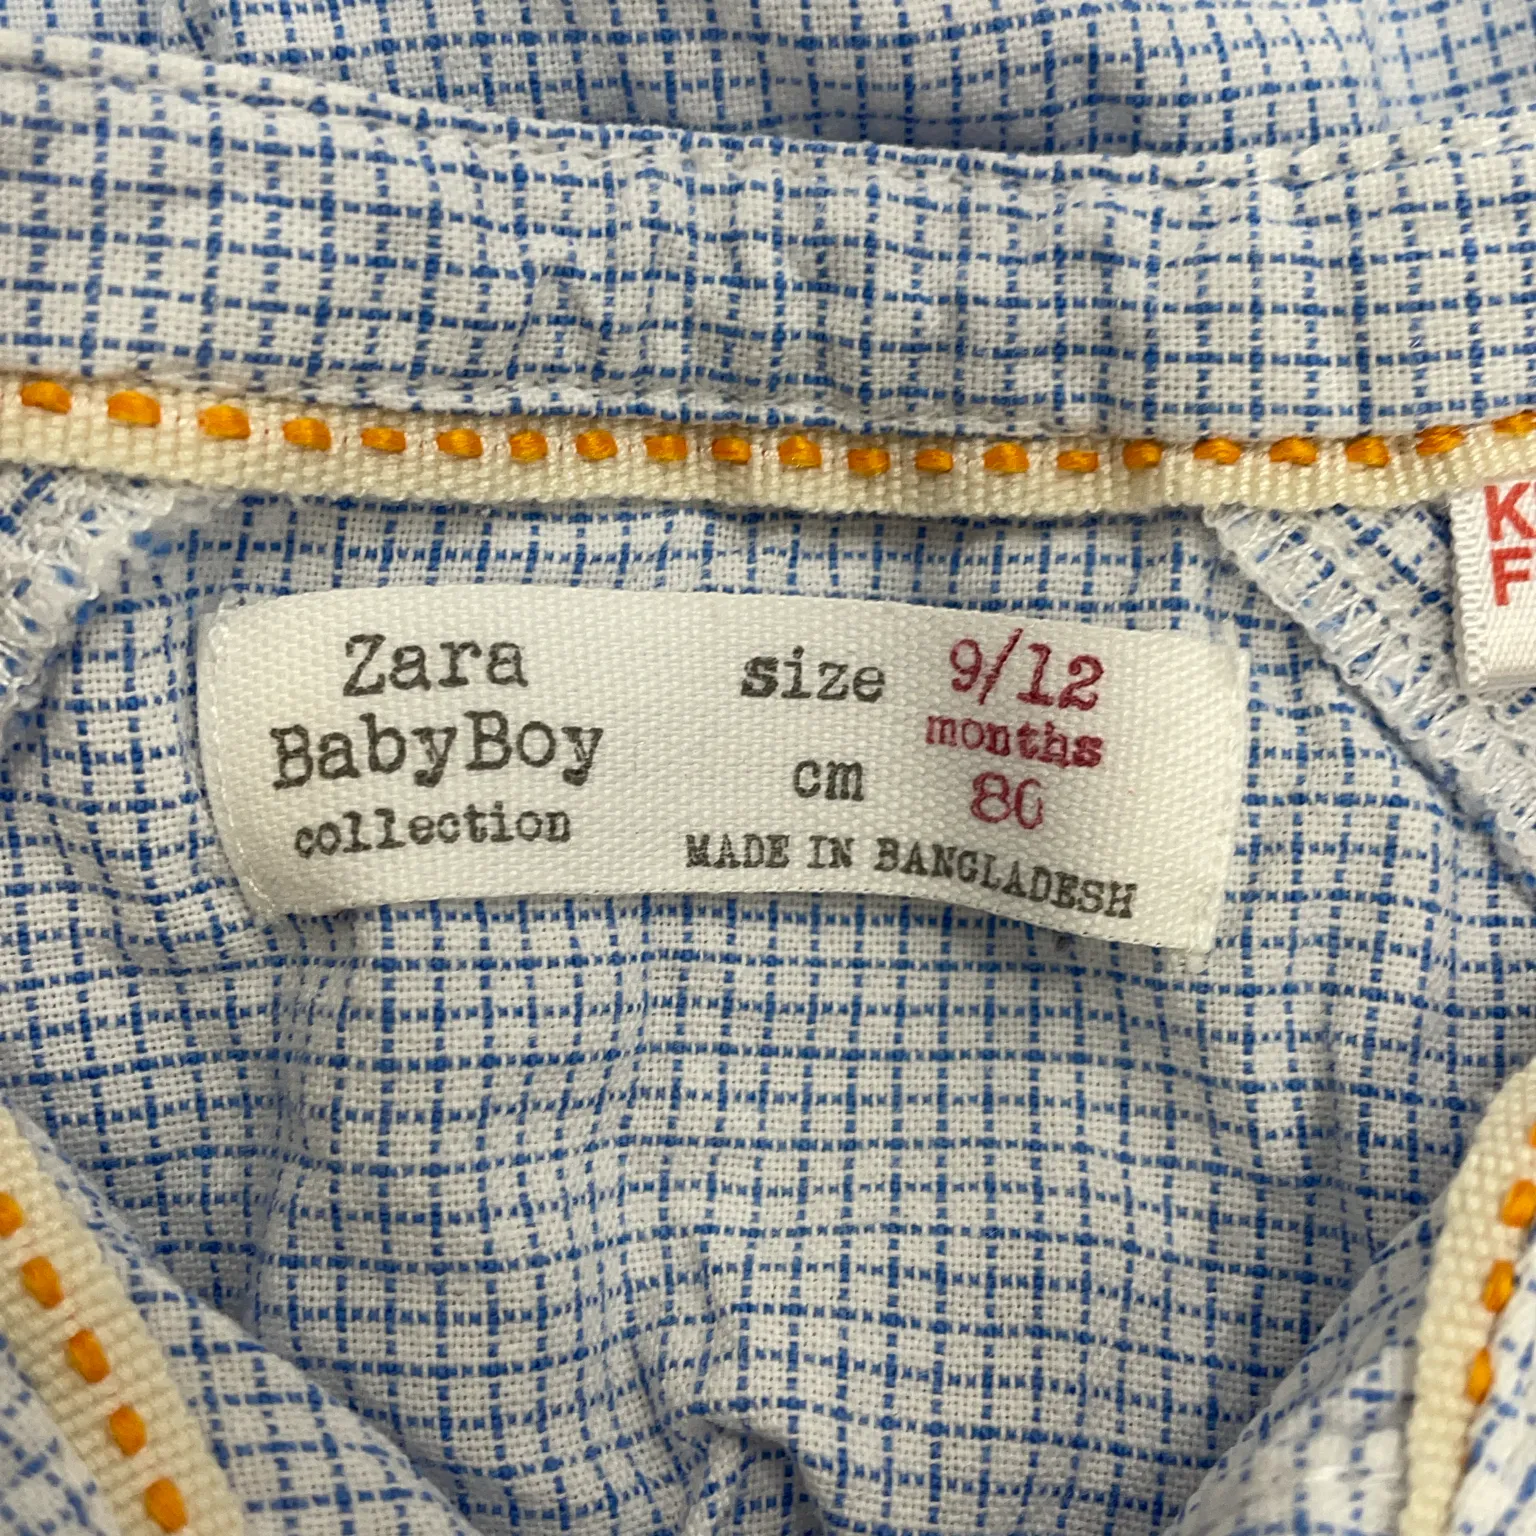 Zara
BabyBoy
collection
size 9/12
months
cm 80
MADE IN BANGLADESH
K
F